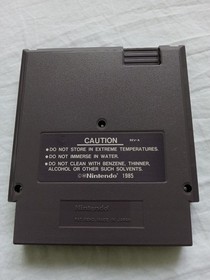 CAUTION
•DO NOT STORE IN EXTREME TEMPERATURES.
•DO NOT IMMERSE IN WATER.
•DO NOT CLEAN WITH BENZENE, THINNER,
ALCOHOL OR OTHER SUCH SOLVENTS.
Nintendo 1985